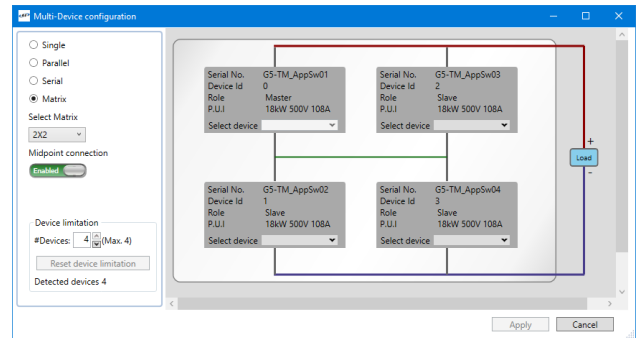 Multi-Device configuration
Single
Parallel
Serial
Matrix
Select Matrix
2X2
Midpoint connection
Enabled
Device limitation
#Devices: 4 (Max. 4)
Reset device limitation
Detected devices 4
Serial No. G5-TM_AppSw01
Device Id 0
Role Master
P.U.I 18kW 500V 108A
Select device
Serial No. G5-TM_AppSw03
Device Id 2
Role Slave
P.U.I 18kW 500V 108A
Select device
Serial No. G5-TM_AppSw02
Device Id 1
Role Slave
P.U.I 18kW 500V 108A
Select device
Serial No. G5-TM_AppSw04
Device Id 3
Role Slave
P.U.I 18kW 500V 108A
Select device
+
Load
-
Apply
Cancel